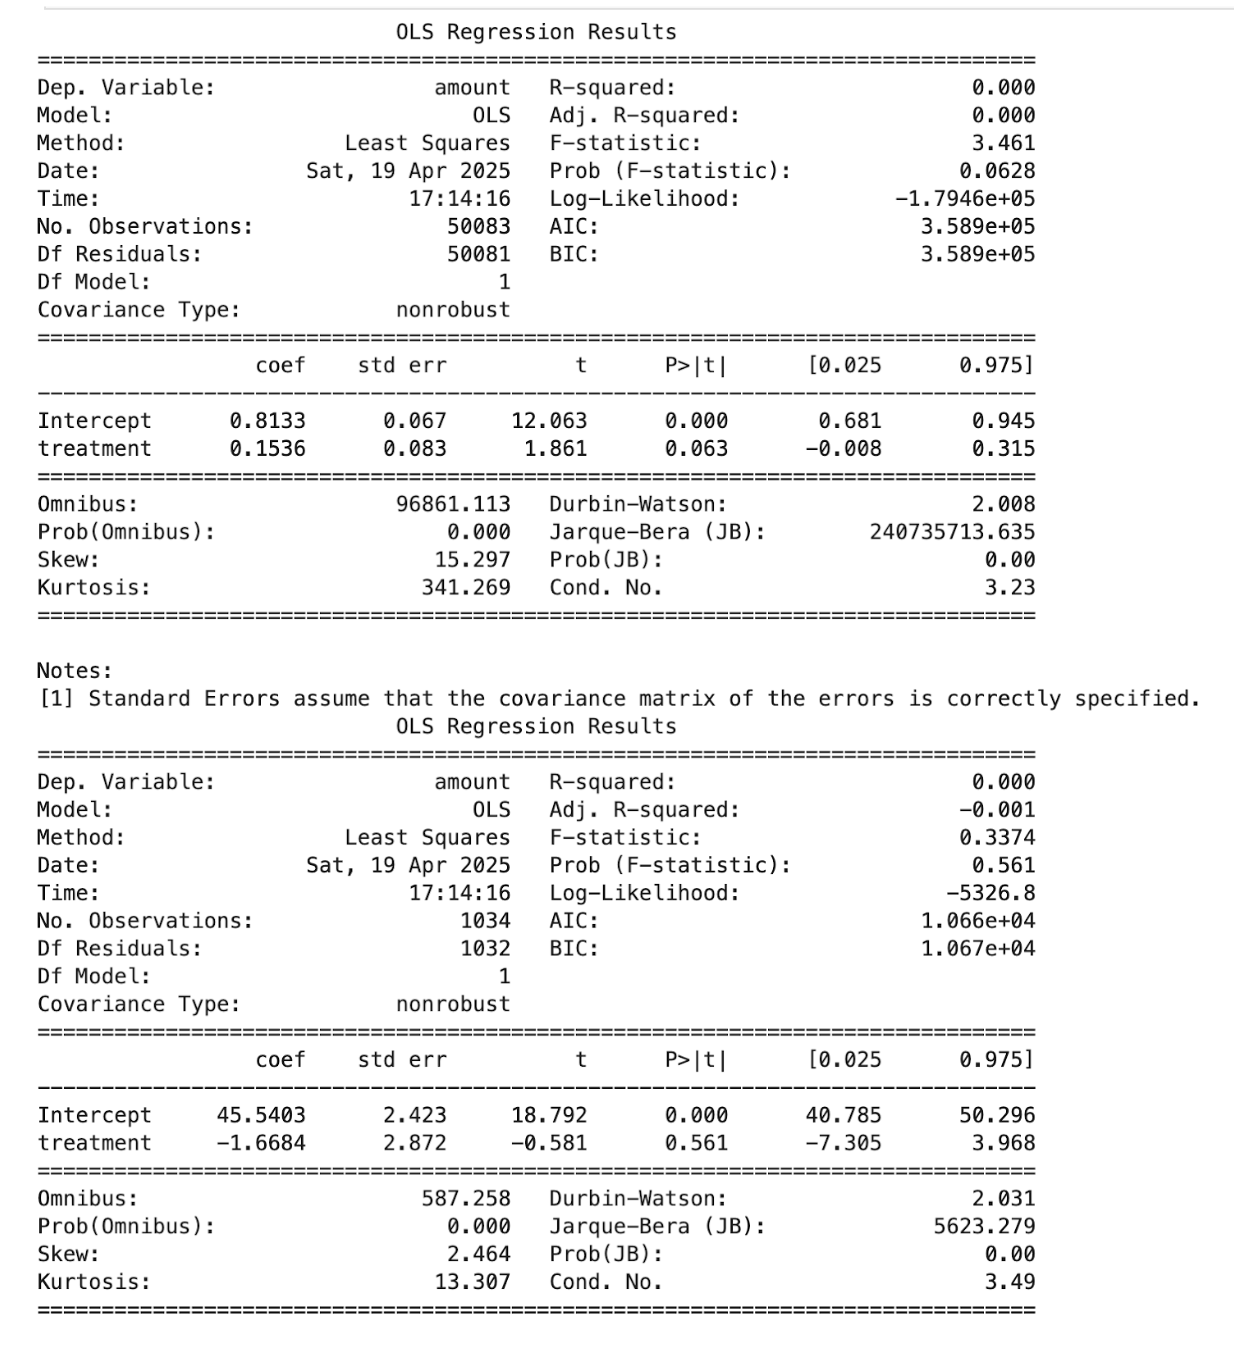 OLS Regression Results
==============================================================================
Dep. Variable:                 amount   R-squared:                       0.000
Model:                            OLS   Adj. R-squared:                  0.000
Method:                 Least Squares   F-statistic:                     3.461
Date:                Sat, 19 Apr 2025   Prob (F-statistic):             0.0628
Time:                        17:14:16   Log-Likelihood:            -1.7946e+05
No. Observations:               50083   AIC:                         3.589e+05
Df Residuals:                   50081   BIC:                         3.589e+05
Df Model:                           1
Covariance Type:            nonrobust
==============================================================================
                 coef    std err          t      P>|t|      [0.025      0.975]
------------------------------------------------------------------------------
Intercept      0.8133      0.067     12.063      0.000       0.681       0.945
treatment      0.1536      0.083      1.861      0.063      -0.008       0.315
==============================================================================
Omnibus:                    96861.113   Durbin-Watson:                   2.008
Prob(Omnibus):                  0.000   Jarque-Bera (JB):        240735713.635
Skew:                          15.297   Prob(JB):                         0.00
Kurtosis:                     341.269   Cond. No.                         3.23
==============================================================================
Notes:
[1] Standard Errors assume that the covariance matrix of the errors is correctly specified.
OLS Regression Results
==============================================================================
Dep. Variable:                 amount   R-squared:                       0.000
Model:                            OLS   Adj. R-squared:                 -0.001
Method:                 Least Squares   F-statistic:                    0.3374
Date:                Sat, 19 Apr 2025   Prob (F-statistic):              0.561
Time:                        17:14:16   Log-Likelihood:                -5326.8
No. Observations:                1034   AIC:                         1.066e+04
Df Residuals:                    1032   BIC:                         1.067e+04
Df Model:                           1
Covariance Type:            nonrobust
==============================================================================
                 coef    std err          t      P>|t|      [0.025      0.975]
------------------------------------------------------------------------------
Intercept     45.5403      2.423     18.792      0.000      40.785      50.296
treatment     -1.6684      2.872     -0.581      0.561      -7.305       3.968
==============================================================================
Omnibus:                      587.258   Durbin-Watson:                   2.031
Prob(Omnibus):                  0.000   Jarque-Bera (JB):             5623.279
Skew:                           2.464   Prob(JB):                         0.00
Kurtosis:                      13.307   Cond. No.                         3.49
==============================================================================